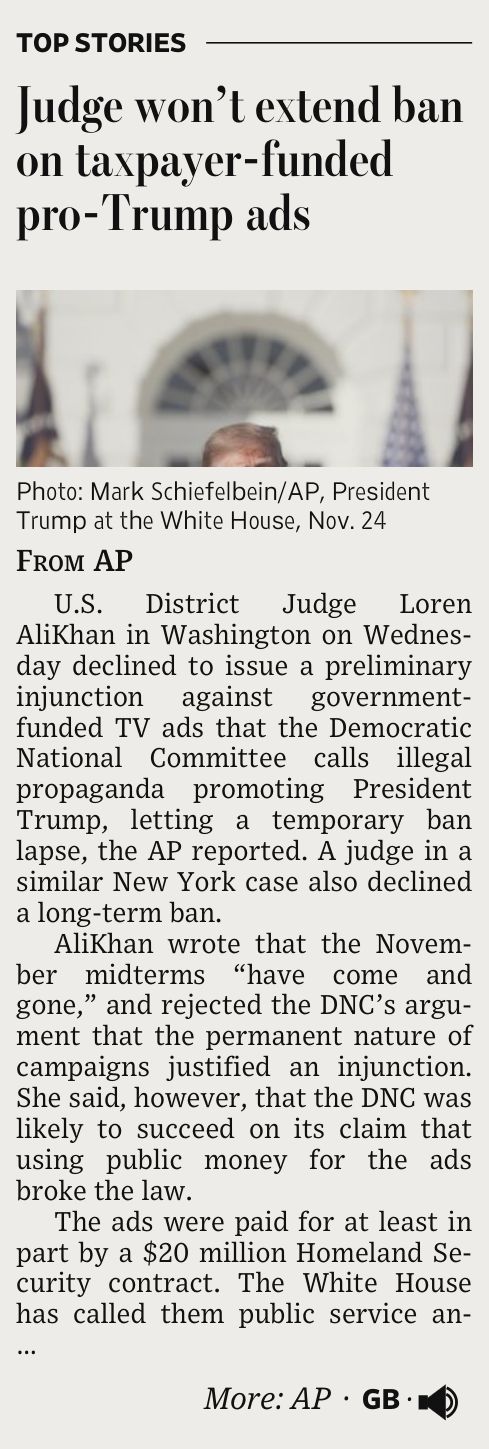 TOP STORIES
Judge won’t extend ban
on taxpayer-funded
pro-Trump ads
Photo: Mark Schiefelbein/AP, President
Trump at the White House, Nov. 24
FROM AP
U.S. District Judge Loren
AliKhan in Washington on Wednes-
day declined to issue a preliminary
injunction against government-
funded TV ads that the Democratic
National Committee calls illegal
propaganda promoting President
Trump, letting a temporary ban
lapse, the AP reported. A judge in a
similar New York case also declined
a long-term ban.
AliKhan wrote that the Novem-
ber midterms “have come and
gone,” and rejected the DNC’s argu-
ment that the permanent nature of
campaigns justified an injunction.
She said, however, that the DNC was
likely to succeed on its claim that
using public money for the ads
broke the law.
The ads were paid for at least in
part by a $20 million Homeland Se-
curity contract. The White House
has called them public service an-
...
More: AP · GB ·